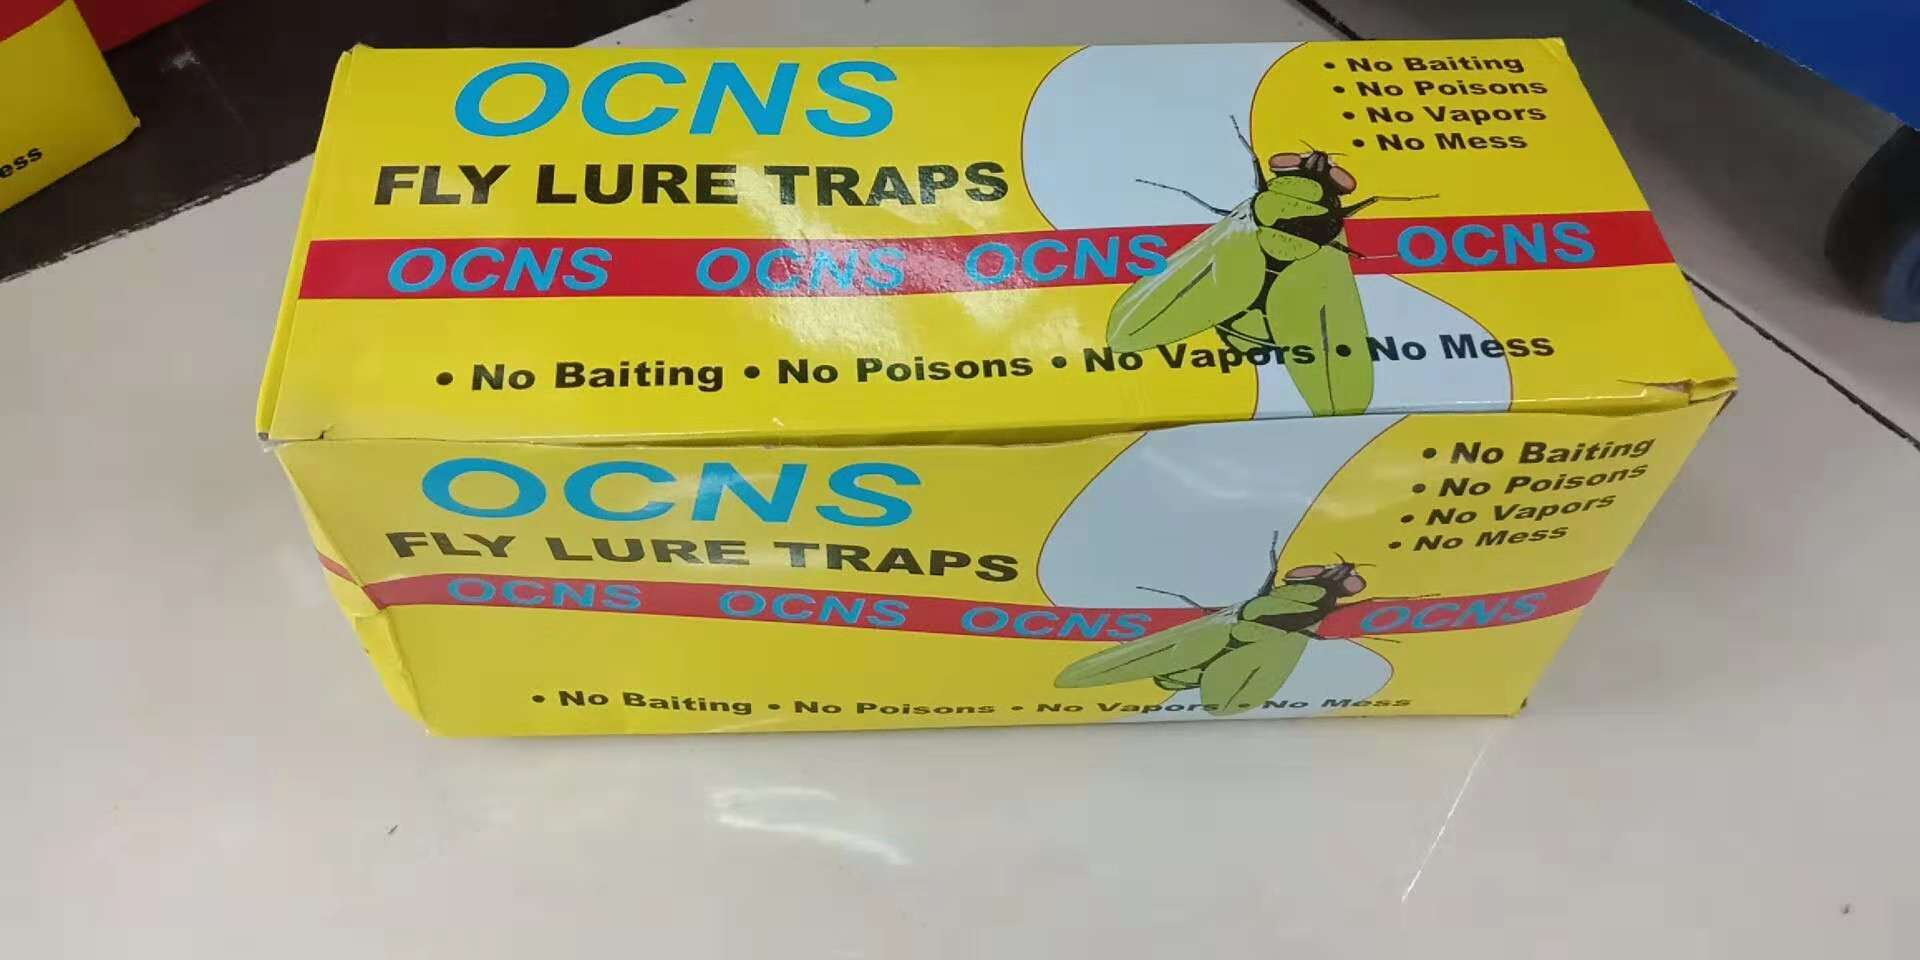 OCNS
FLY LURE TRAPS
• No Baiting
• No Poisons
• No Vapors
• No Mess
OCNS OCNS OCNS OCNS
• No Baiting • No Poisons • No Vapors • No Mess
OCNS
FLY LURE TRAPS
• No Baiting
• No Poisons
• No Vapors
• No Mess
OCNS OCNS OCNS OCNS
• No Baiting • No Poisons • No Vapors • No Mess
ess